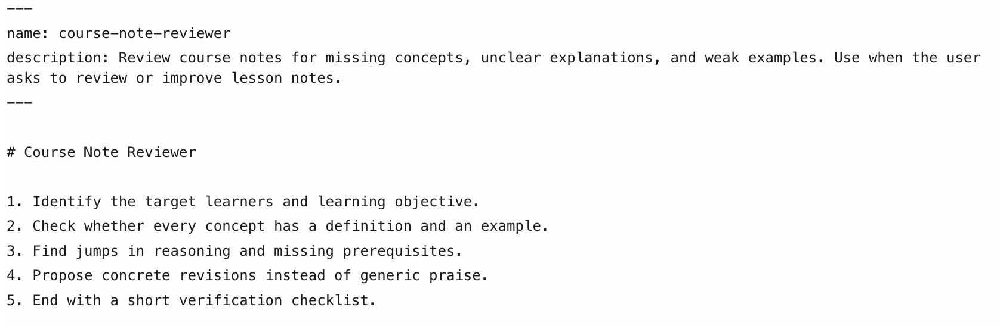 ---
name: course-note-reviewer
description: Review course notes for missing concepts, unclear explanations, and weak examples. Use when the user
asks to review or improve lesson notes.
---
# Course Note Reviewer
1. Identify the target learners and learning objective.
2. Check whether every concept has a definition and an example.
3. Find jumps in reasoning and missing prerequisites.
4. Propose concrete revisions instead of generic praise.
5. End with a short verification checklist.